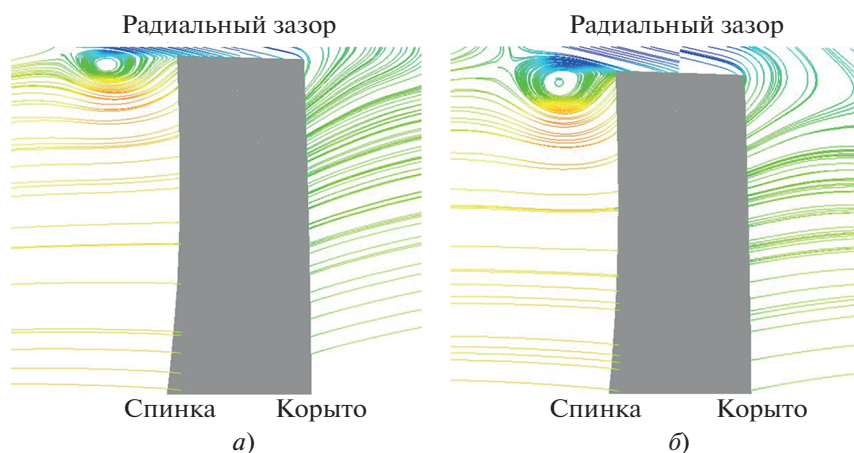 Радиальный зазор
Радиальный зазор
Спинка
Корыто
Спинка
Корыто
а)
б)